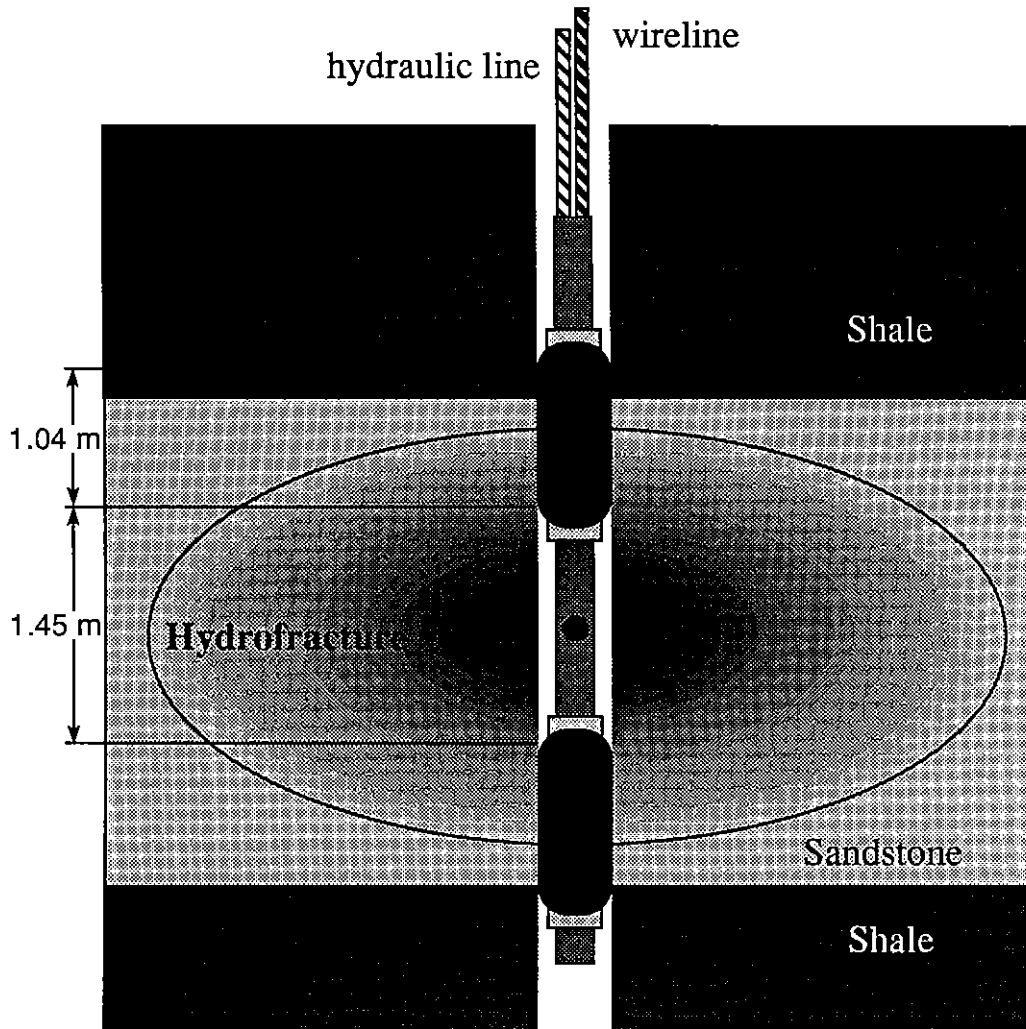 wireline
hydraulic line
Shale
1.04 m
1.45 m
Hydrofracture
Sandstone
Shale